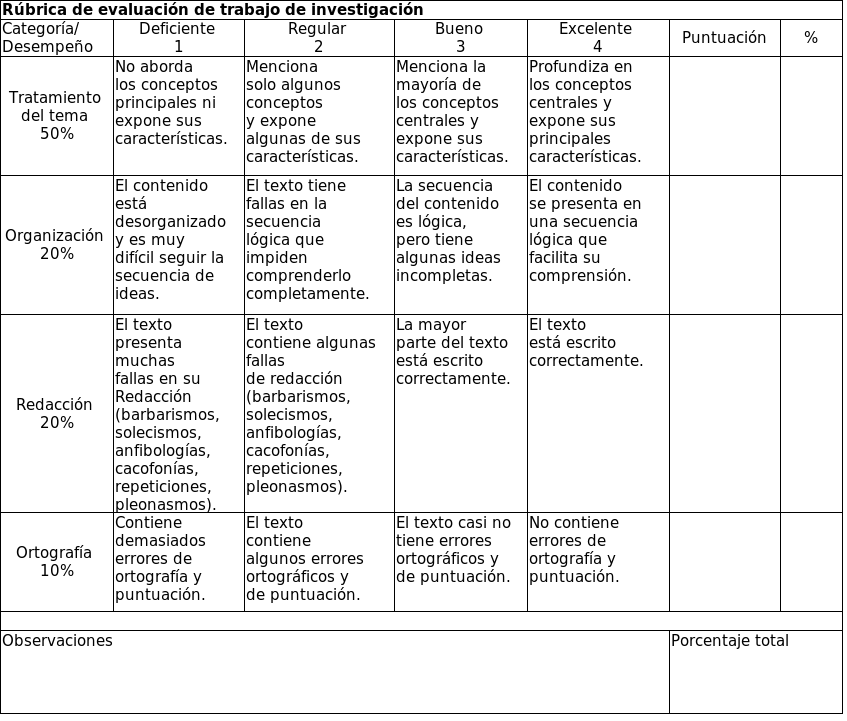 Rúbrica de evaluación de trabajo de investigación
Categoría/
Desempeño
Deficiente
1
Regular
2
Bueno
3
Excelente
4
Puntuación
%
Tratamiento
del tema
50%
No aborda
los conceptos
principales ni
expone sus
características.
Menciona
solo algunos
conceptos
y expone
algunas de sus
características.
Menciona la
mayoría de
los conceptos
centrales y
expone sus
características.
Profundiza en
los conceptos
centrales y
expone sus
principales
características.
Organización
20%
El contenido
está
desorganizado
y es muy
difícil seguir la
secuencia de
ideas.
El texto tiene
fallas en la
secuencia
lógica que
impiden
comprenderlo
completamente.
La secuencia
del contenido
es lógica,
pero tiene
algunas ideas
incompletas.
El contenido
se presenta en
una secuencia
lógica que
facilita su
comprensión.
Redacción
20%
El texto
presenta
muchas
fallas en su
Redacción
(barbarismos,
solecismos,
anfibologías,
cacofonías,
repeticiones,
pleonasmos).
El texto
contiene algunas
fallas
de redacción
(barbarismos,
solecismos,
anfibologías,
cacofonías,
repeticiones,
pleonasmos).
La mayor
parte del texto
está escrito
correctamente.
El texto
está escrito
correctamente.
Ortografía
10%
Contiene
demasiados
errores de
ortografía y
puntuación.
El texto
contiene
algunos errores
ortográficos y
de puntuación.
El texto casi no
tiene errores
ortográficos y
de puntuación.
No contiene
errores de
ortografía y
puntuación.
Observaciones
Porcentaje total